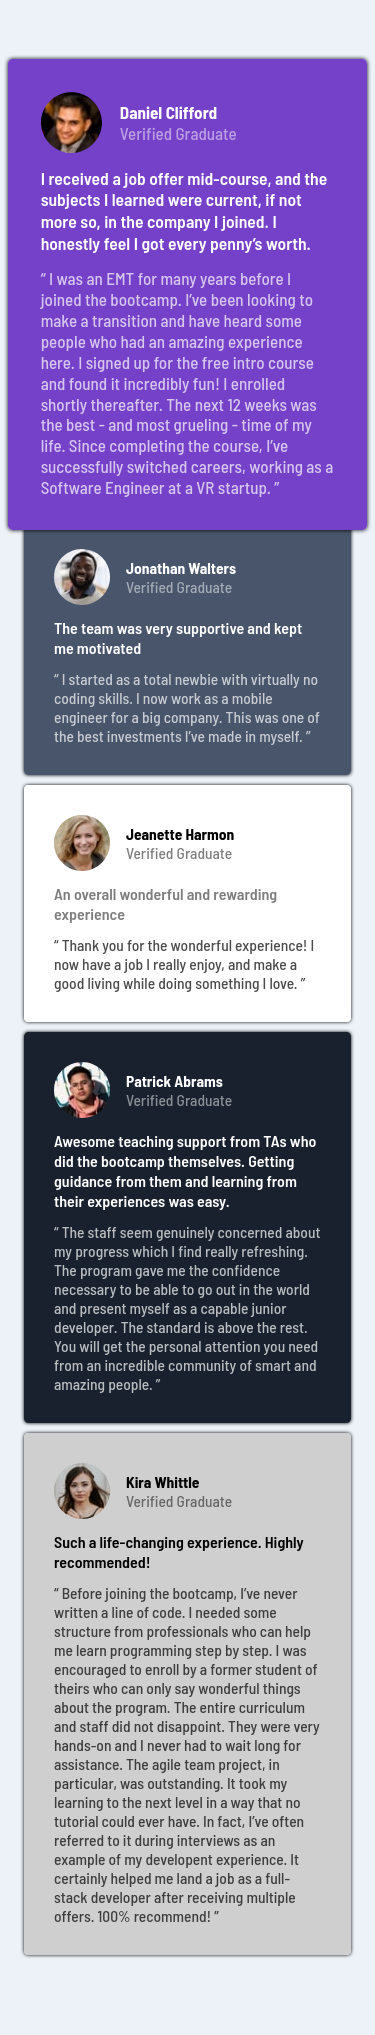 Daniel Clifford
Verified Graduate
I received a job offer mid-course, and the
subjects I learned were current, if not
more so, in the company I joined. I
honestly feel I got every penny’s worth.
“ I was an EMT for many years before I
joined the bootcamp. I’ve been looking to
make a transition and have heard some
people who had an amazing experience
here. I signed up for the free intro course
and found it incredibly fun! I enrolled
shortly thereafter. The next 12 weeks was
the best - and most grueling - time of my
life. Since completing the course, I’ve
successfully switched careers, working as a
Software Engineer at a VR startup. ”
Jonathan Walters
Verified Graduate
The team was very supportive and kept
me motivated
“ I started as a total newbie with virtually no
coding skills. I now work as a mobile
engineer for a big company. This was one of
the best investments I’ve made in myself. ”
Jeanette Harmon
Verified Graduate
An overall wonderful and rewarding
experience
“ Thank you for the wonderful experience! I
now have a job I really enjoy, and make a
good living while doing something I love. ”
Patrick Abrams
Verified Graduate
Awesome teaching support from TAs who
did the bootcamp themselves. Getting
guidance from them and learning from
their experiences was easy.
“ The staff seem genuinely concerned about
my progress which I find really refreshing.
The program gave me the confidence
necessary to be able to go out in the world
and present myself as a capable junior
developer. The standard is above the rest.
You will get the personal attention you need
from an incredible community of smart and
amazing people. ”
Kira Whittle
Verified Graduate
Such a life-changing experience. Highly
recommended!
“ Before joining the bootcamp, I’ve never
written a line of code. I needed some
structure from professionals who can help
me learn programming step by step. I was
encouraged to enroll by a former student of
theirs who can only say wonderful things
about the program. The entire curriculum
and staff did not disappoint. They were very
hands-on and I never had to wait long for
assistance. The agile team project, in
particular, was outstanding. It took my
learning to the next level in a way that no
tutorial could ever have. In fact, I’ve often
referred to it during interviews as an
example of my developent experience. It
certainly helped me land a job as a full-
stack developer after receiving multiple
offers. 100% recommend! ”